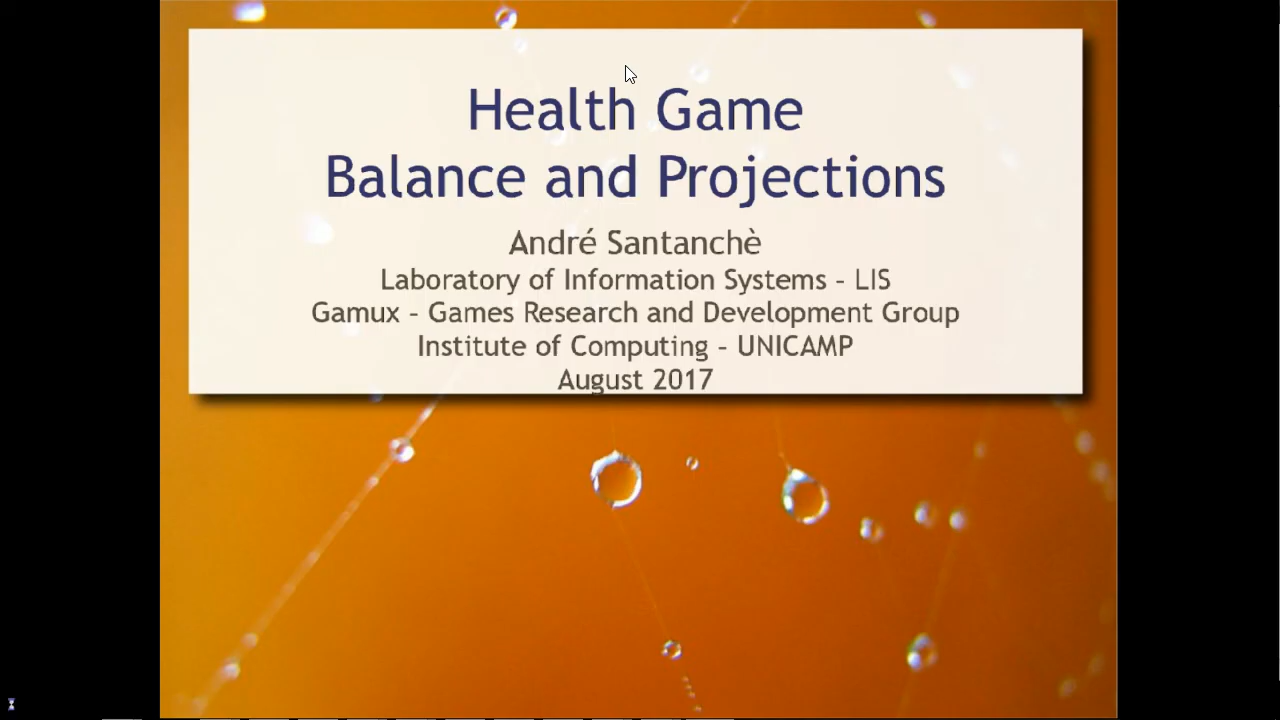 Health Game
Balance and Projections
André Santanchè
Laboratory of Information Systems – LIS
Gamux – Games Research and Development Group
Institute of Computing – UNICAMP
August 2017